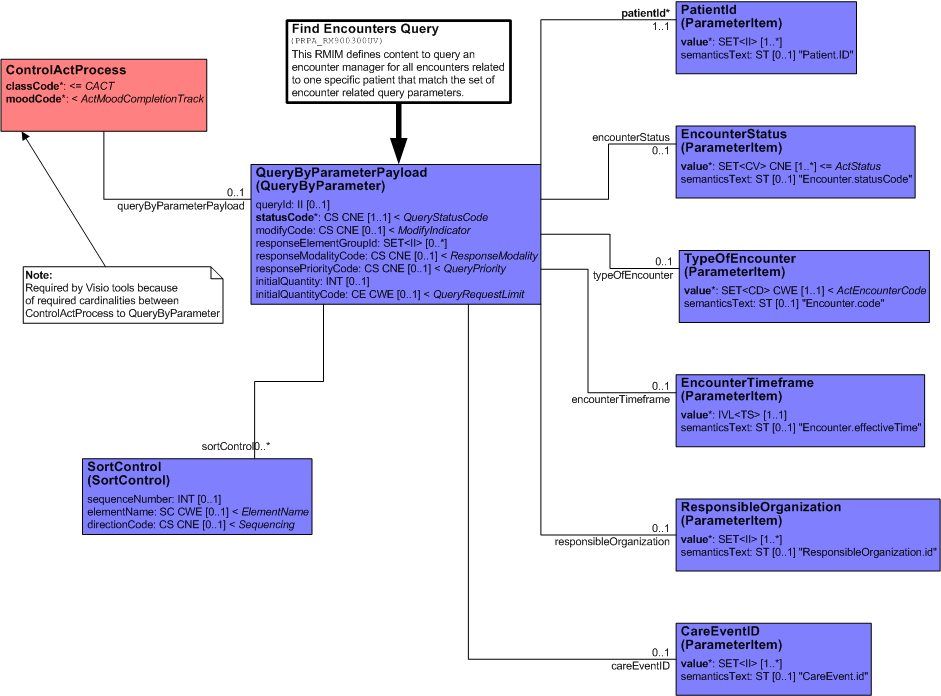 Find Encounters Query
(PRPA_RX900300UV)
This RMIM defines content to query an
encounter manager for all encounters related
to one specific patient that match the set of
encounter related query parameters.
ControlActProcess
classCode*: <= CACT
moodCode*: < ActMoodCompletionTrack
0..1
queryByParameterPayload
Note:
Required by Visio tools because
of required cardinalities between
ControlActProcess to QueryByParameter
QueryByParameterPayload
(QueryByParameter)
queryId: II [0..1]
statusCode*: CS CNE [1..1] < QueryStatusCode
modifyCode: CS CNE [0..1] < ModifyIndicator
responseElementGroupId: SET<II> [0..*]
responseModalityCode: CS CNE [0..1] < ResponseModality
responsePriorityCode: CS CNE [0..1] < QueryPriority
initialQuantity: INT [0..1]
initialQuantityCode: CE CWE [0..1] < QueryRequestLimit
sortControl0..*
SortControl
(SortControl)
sequenceNumber: INT [0..1]
elementName: SC CWE [0..1] < ElementName
directionCode: CS CNE [0..1] < Sequencing
patientId*
1..1
PatientId
(ParameterItem)
value*: SET<II> [1..*]
semanticsText: ST [0..1] "Patient.ID"
encounterStatus
0..1
EncounterStatus
(ParameterItem)
value*: SET<CV> CNE [1..*] <= ActStatus
semanticsText: ST [0..1] "Encounter.statusCode"
0..1
typeOfEncounter
TypeOfEncounter
(ParameterItem)
value*: SET<CD> CWE [1..1] < ActEncounterCode
semanticsText: ST [0..1] "Encounter.code"
0..1
encounterTimeframe
EncounterTimeframe
(ParameterItem)
value*: IVL<TS> [1..1]
semanticsText: ST [0..1] "Encounter.effectiveTime"
0..1
responsibleOrganization
ResponsibleOrganization
(ParameterItem)
value*: SET<II> [1..*]
semanticsText: ST [0..1] "ResponsibleOrganization.id"
0..1
careEventID
CareEventID
(ParameterItem)
value*: SET<II> [1..*]
semanticsText: ST [0..1] "CareEvent.id"